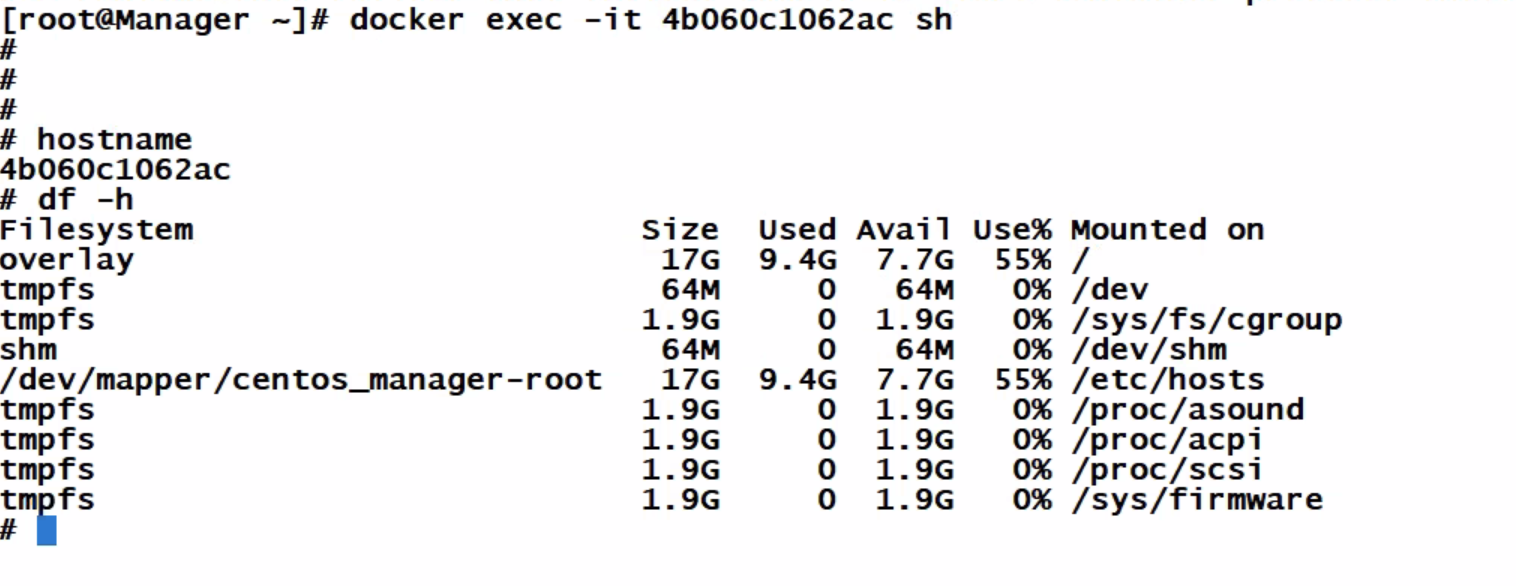 [root@Manager ~]# docker exec -it 4b060c1062ac sh
#
#
#
# hostname
4b060c1062ac
# df -h
Filesystem                        Size  Used Avail Use% Mounted on
overlay                            17G  9.4G  7.7G  55% /
tmpfs                              64M     0   64M   0% /dev
tmpfs                             1.9G     0  1.9G   0% /sys/fs/cgroup
shm                                64M     0   64M   0% /dev/shm
/dev/mapper/centos_manager-root    17G  9.4G  7.7G  55% /etc/hosts
tmpfs                             1.9G     0  1.9G   0% /proc/asound
tmpfs                             1.9G     0  1.9G   0% /proc/acpi
tmpfs                             1.9G     0  1.9G   0% /proc/scsi
tmpfs                             1.9G     0  1.9G   0% /sys/firmware
#